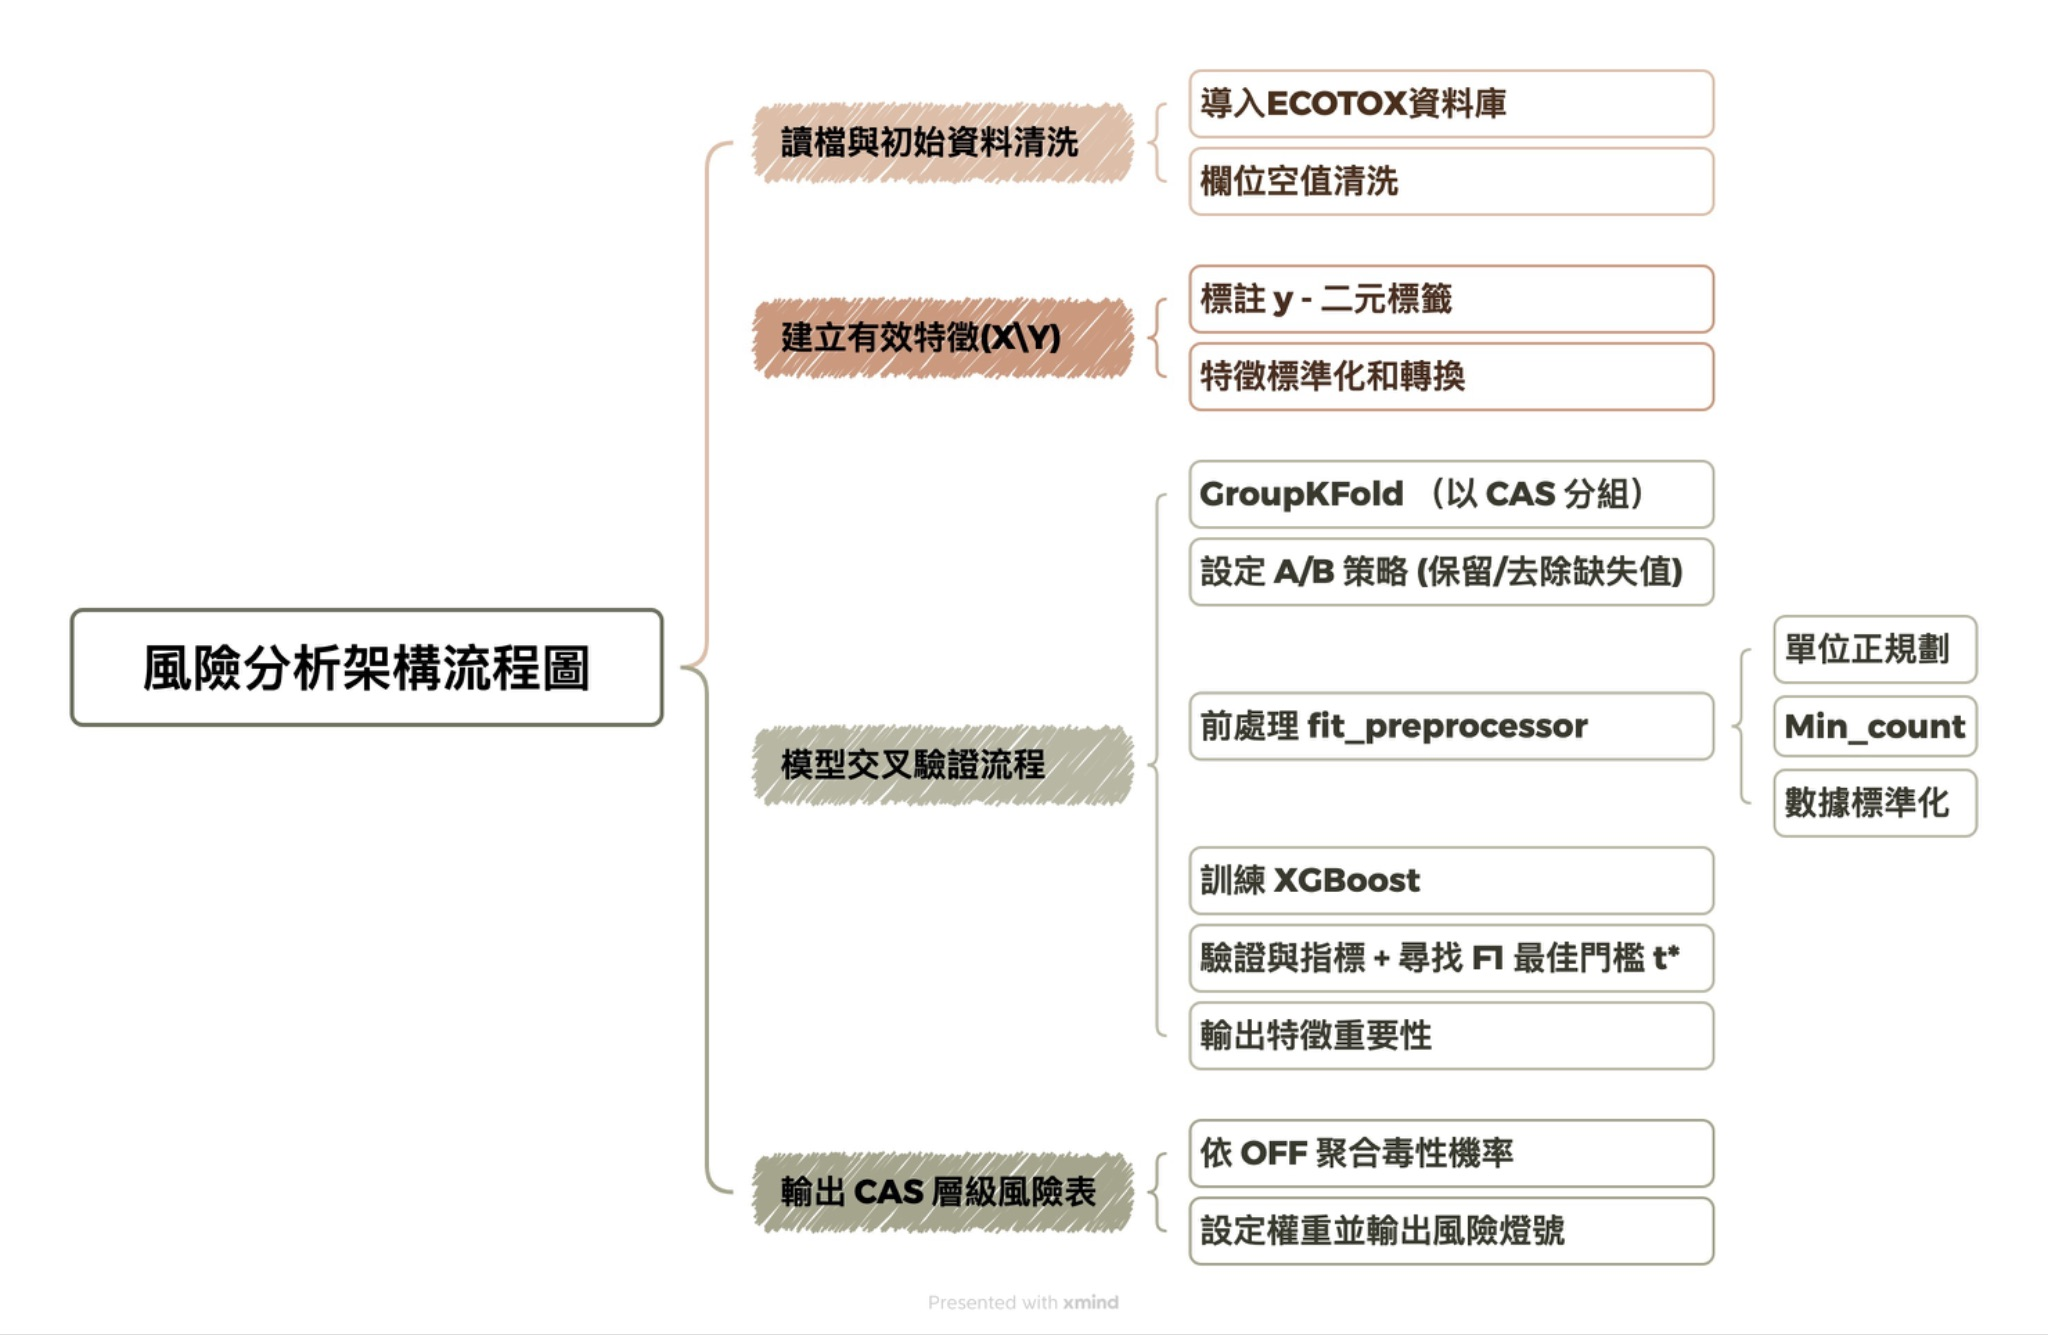 風險分析架構流程圖
讀檔與初始資料清洗
導入ECOTOX資料庫
欄位空值清洗
建立有效特徵(X\Y)
標註 y - 二元標籤
特徵標準化和轉換
模型交叉驗證流程
GroupKFold （以 CAS 分組）
設定 A/B 策略 (保留/去除缺失值)
前處理 fit_preprocessor
單位正規劃
Min_count
數據標準化
訓練 XGBoost
驗證與指標 + 尋找 F1 最佳門檻 t*
輸出特徵重要性
輸出 CAS 層級風險表
依 OFF 聚合毒性機率
設定權重並輸出風險燈號
Presented with xmind